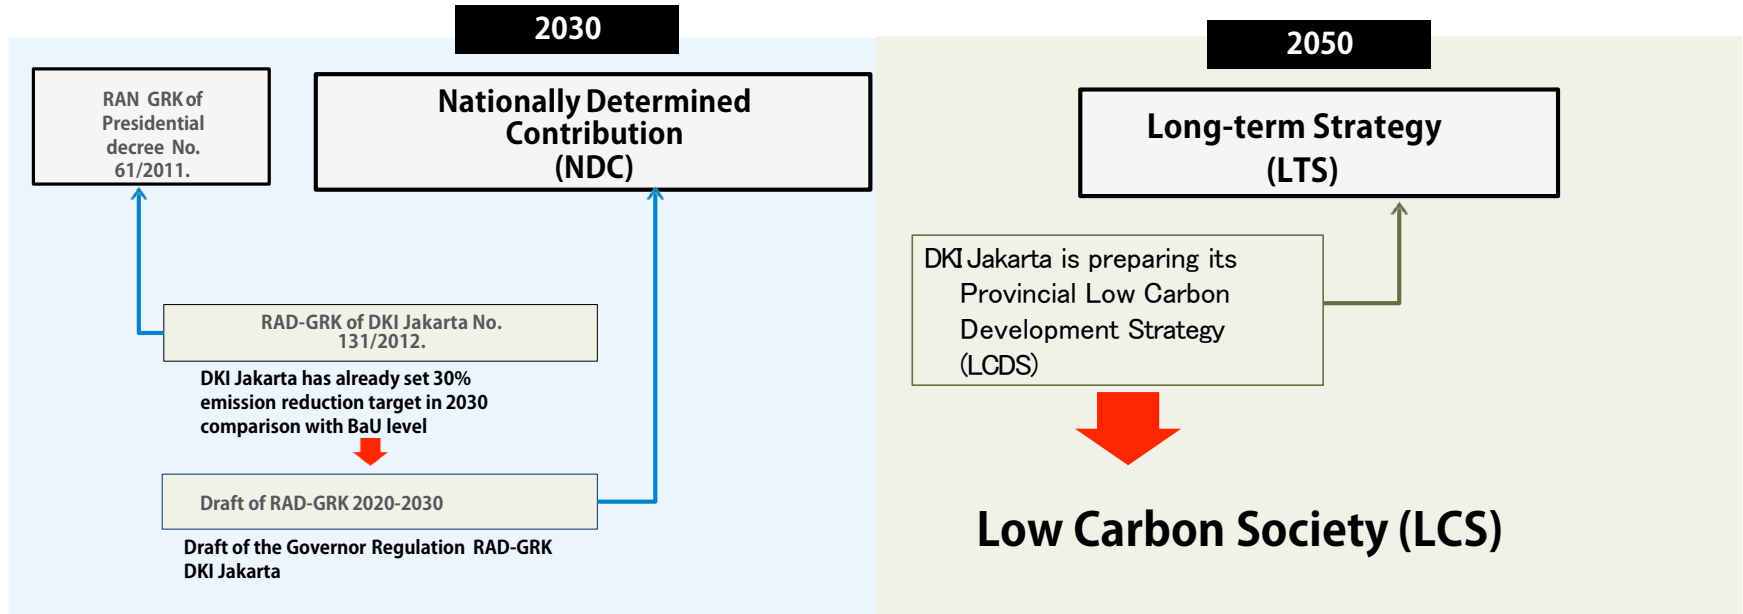 2030
RAN GRK of
Presidential
decree No.
61/2011.
Nationally Determined
Contribution
(NDC)
RAD-GRK of DKI Jakarta No.
131/2012.
DKI Jakarta has already set 30%
emission reduction target in 2030
comparison with BaU level
Draft of RAD-GRK 2020-2030
Draft of the Governor Regulation RAD-GRK
DKI Jakarta
2050
Long-term Strategy
(LTS)
DKI Jakarta is preparing its
Provincial Low Carbon
Development Strategy
(LCDS)
Low Carbon Society (LCS)